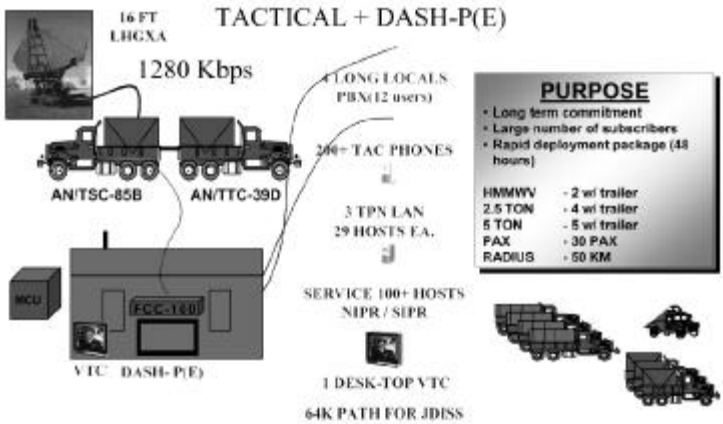 TACTICAL + DASH-P(E)
16 FT
LHGXA
1280 Kbps
AN/TSC-85B
AN/TTC-39D
4 LONG LOCALS
PBX(12 users)
200+ TAC PHONES
3 TPN LAN
29 HOSTS EA.
SERVICE 100+ HOSTS
NIPR / SIPR
1 DESK-TOP VTC
64K PATH FOR JDISS
MCU
FCC-100
VTC
DASH- P(E)
PURPOSE
• Long term commitment
• Large number of subscribers
• Rapid deployment package (48
hours)
HMMWV - 2 w/ trailer
2.5 TON - 4 w/ trailer
5 TON - 5 w/ trailer
PAX - 30 PAX
RADIUS - 50 KM